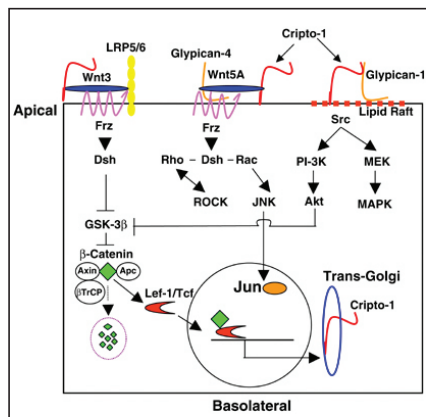 LRP5/6
Cripto-1
Glypican-4
Wnt3
Wnt5A
Glypican-1
Apical
Lipid Raft
Frz
Frz
Src
Dsh
Rho – Dsh – Rac
PI-3K
MEK
ROCK
JNK
Akt
MAPK
GSK-3β
β-Catenin
Axin
Apc
βTrCP
Lef-1/Tcf
Jun
Trans-Golgi
Cripto-1
Basolateral